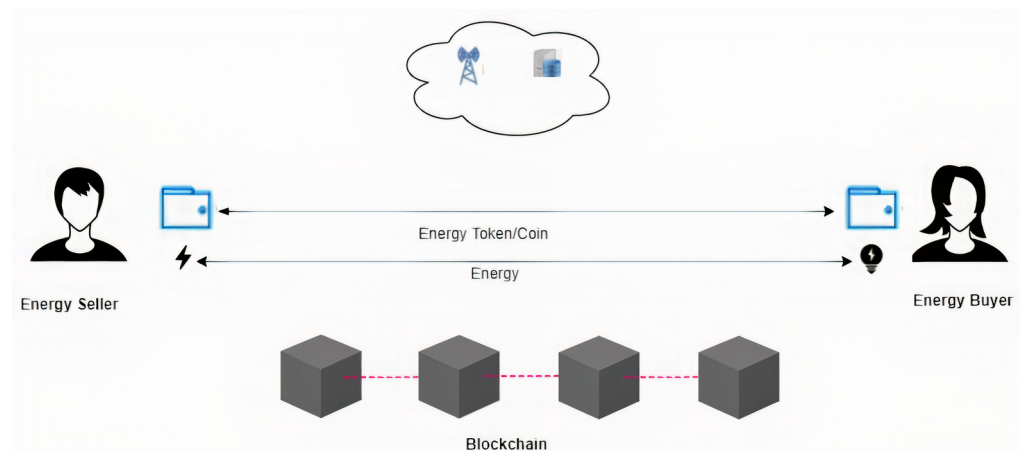 Energy Token/Coin
Energy
Energy Seller
Energy Buyer
Blockchain